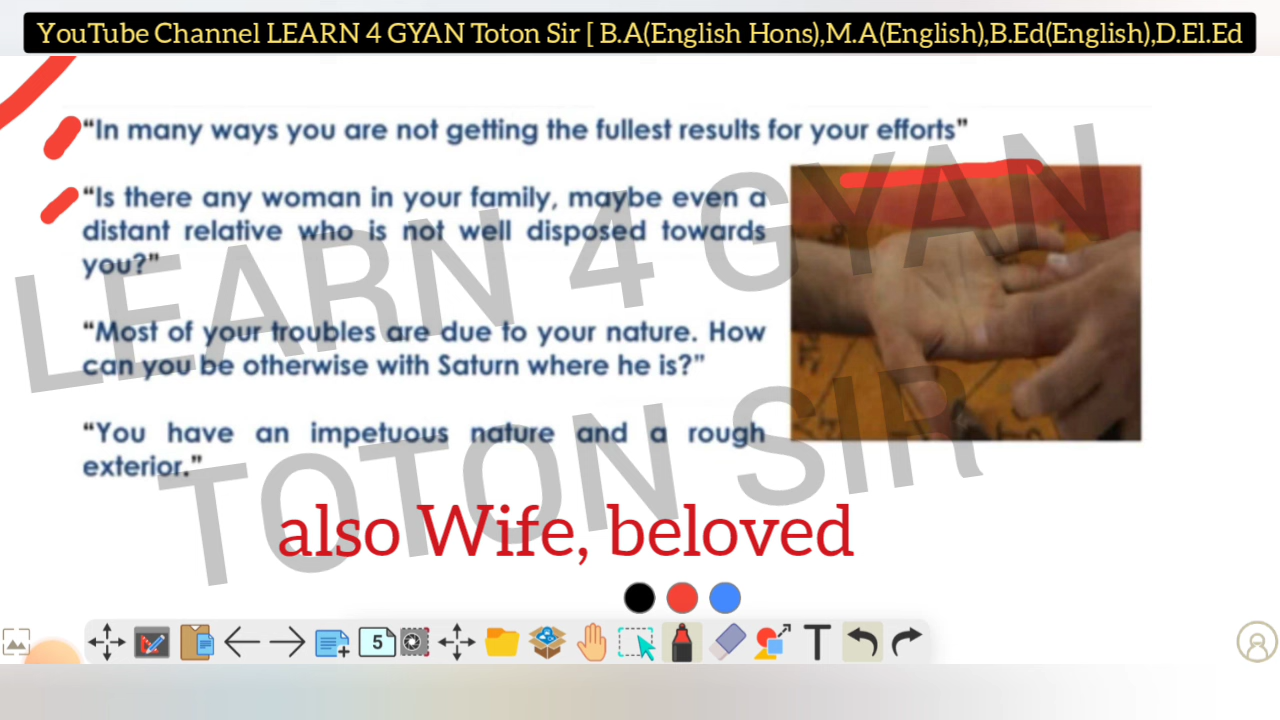 YouTube Channel LEARN 4 GYAN Toton Sir [ B.A(English Hons),M.A(English),B.Ed(English),D.El.Ed
“In many ways you are not getting the fullest results for your efforts”
“Is there any woman in your family, maybe even a
distant relative who is not well disposed towards
you?”
“Most of your troubles are due to your nature. How
can you be otherwise with Saturn where he is?”
“You have an impetuous nature and a rough
exterior.”
LEARN 4 GYAN
TOTON SIR
also Wife, beloved
5
T